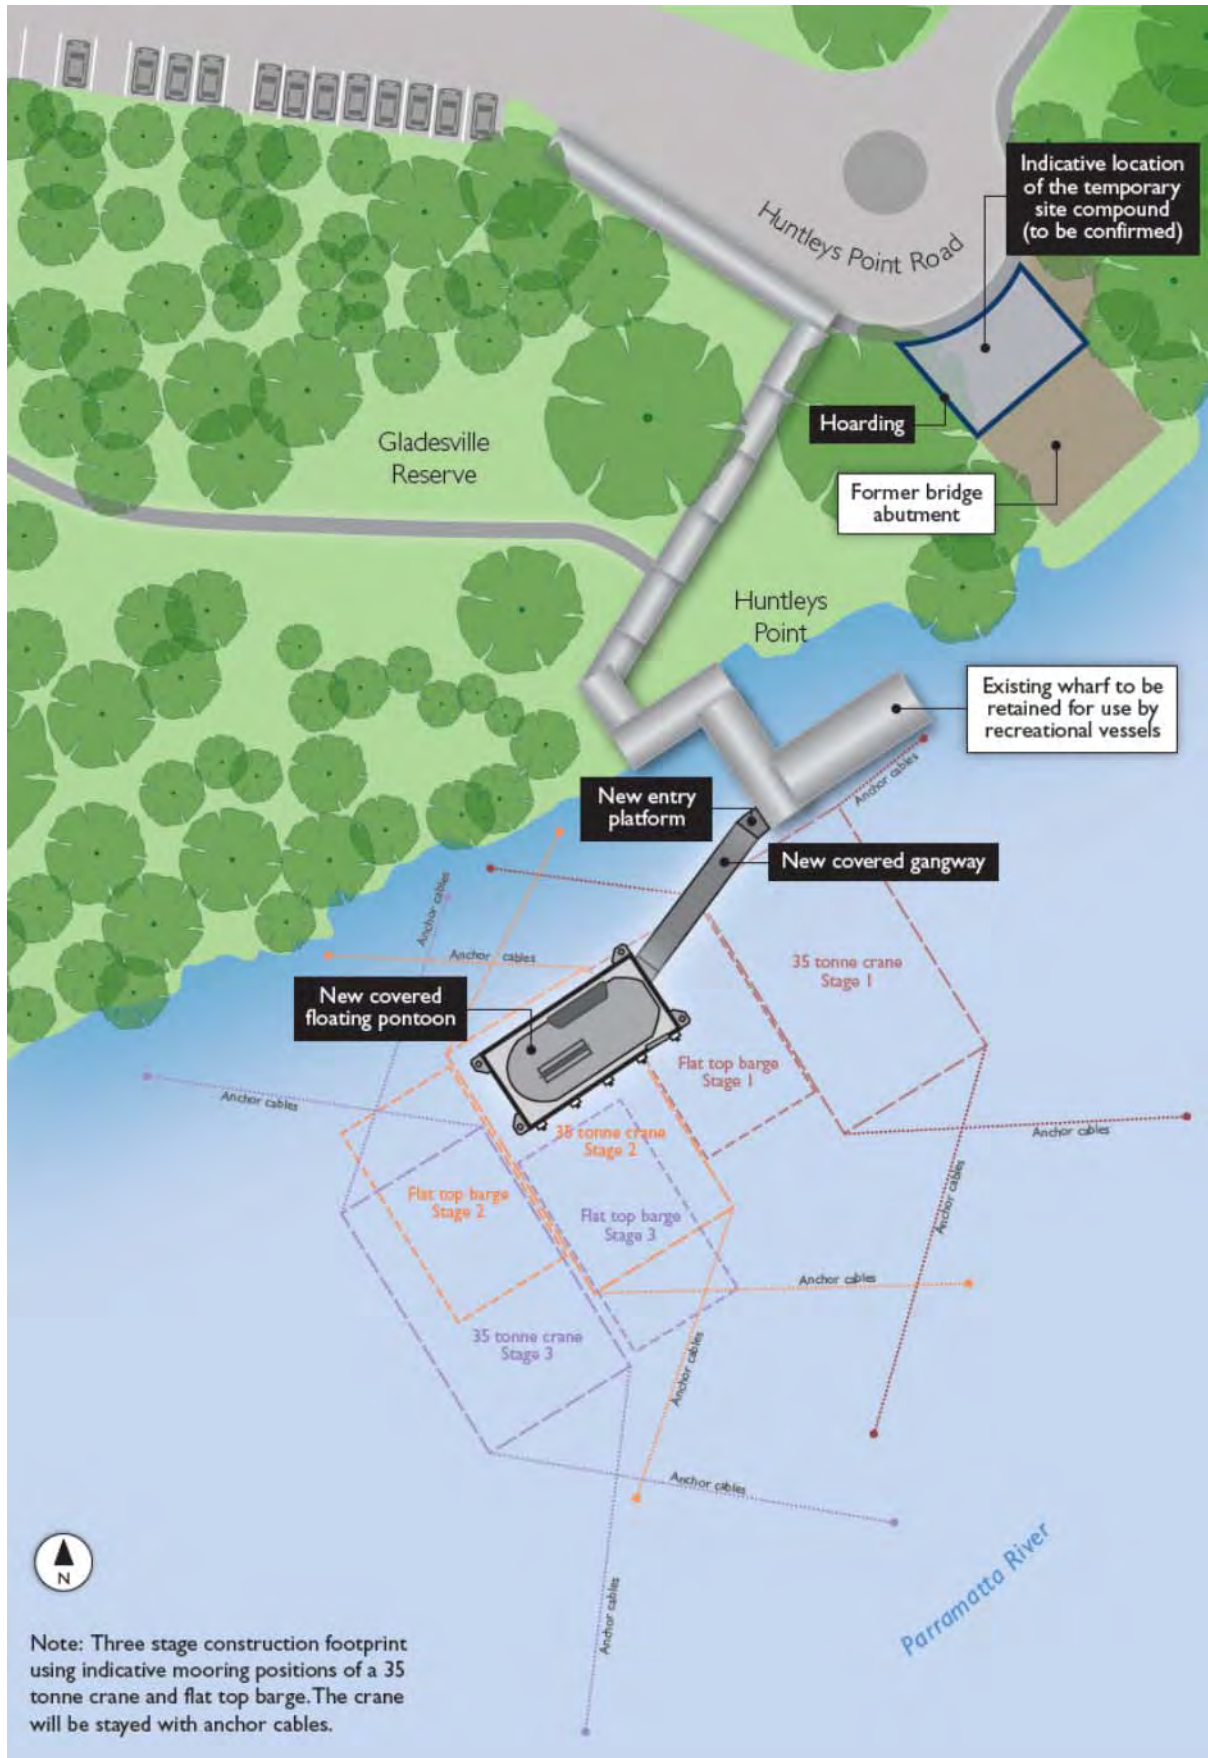 Indicative location
of the temporary
site compound
(to be confirmed)
Huntleys Point Road
Hoarding
Gladesville
Reserve
Former bridge
abutment
Huntleys
Point
Existing wharf to be
retained for use by
recreational vessels
Anchor cables
New entry
platform
New covered gangway
Anchor cables
Anchor cables
35 tonne crane
Stage 1
New covered
floating pontoon
Flat top barge
Stage 1
Anchor cables
Anchor cables
38 tonne crane
Stage 2
Anchor cables
Flat top barge
Stage 2
Flat top barge
Stage 3
Anchor cables
35 tonne crane
Stage 3
Anchor cables
Anchor cables
Anchor cables
Parramatta River
N
Note: Three stage construction footprint
using indicative mooring positions of a 35
tonne crane and flat top barge. The crane
will be stayed with anchor cables.